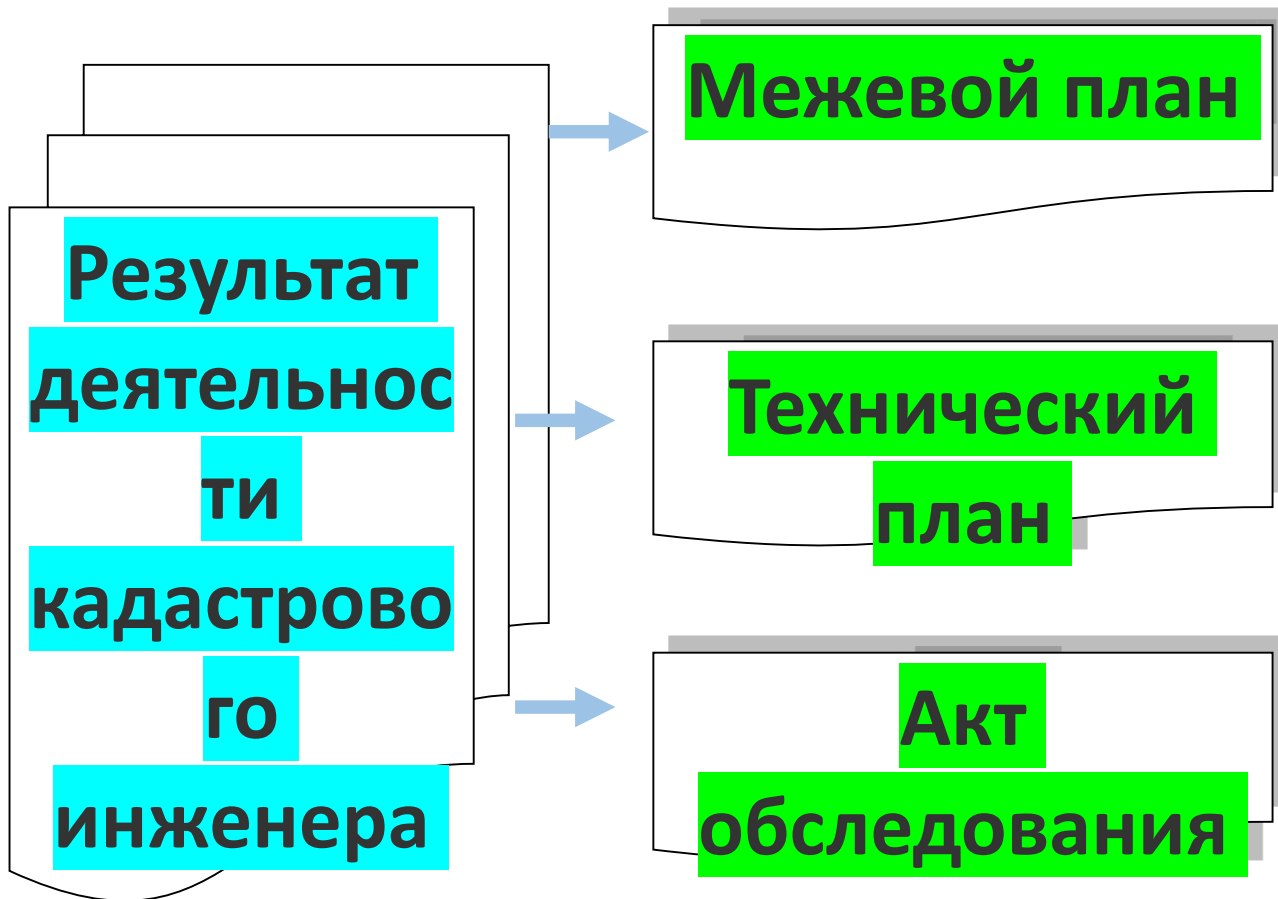 Результат
деятельнос
ти
кадастрово
го
инженера
Межевой план
Технический
план
Акт
обследования